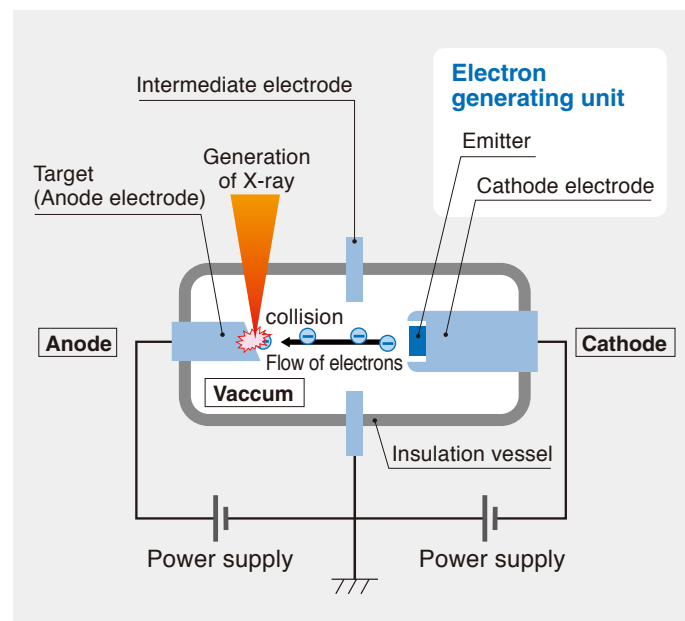 Electron
generating unit
Intermediate electrode
Emitter
Generation
of X-ray
Target
(Anode electrode)
Cathode electrode
collision
Anode
Cathode
Flow of electrons
Vaccum
Insulation vessel
Power supply
Power supply